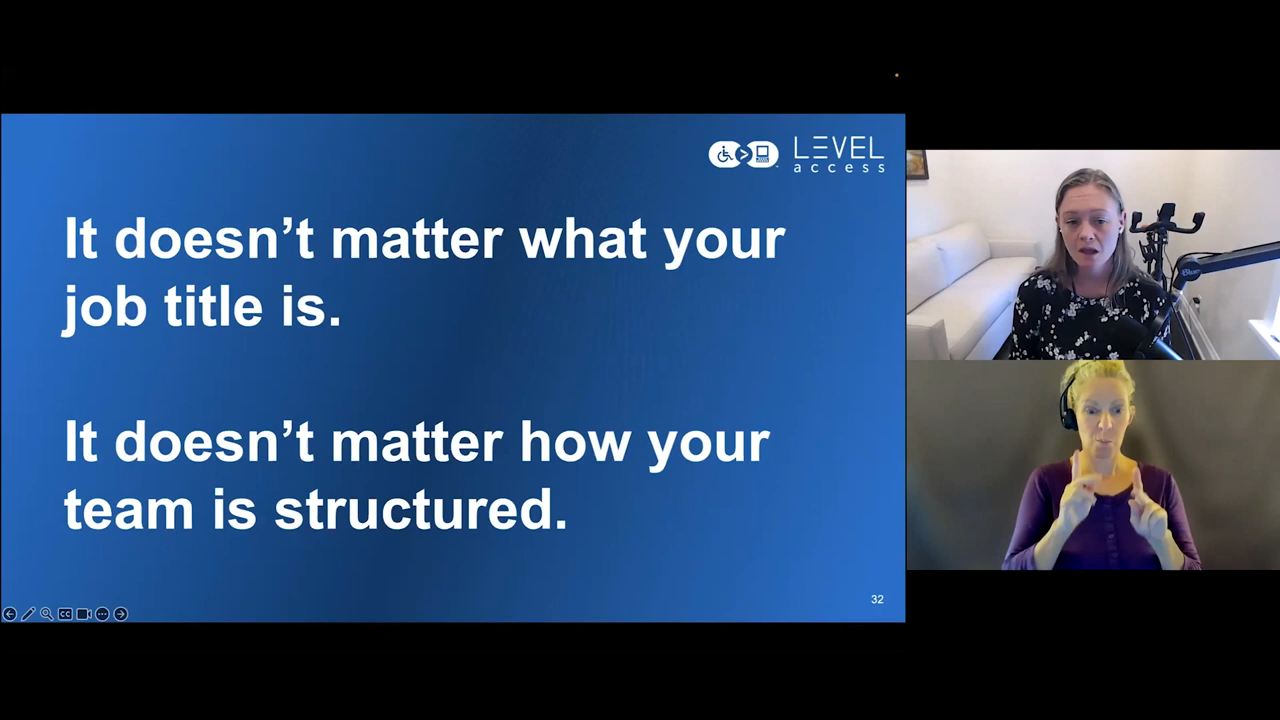 LEVEL
access
It doesn’t matter what your
job title is.
It doesn’t matter how your
team is structured.
32
CC